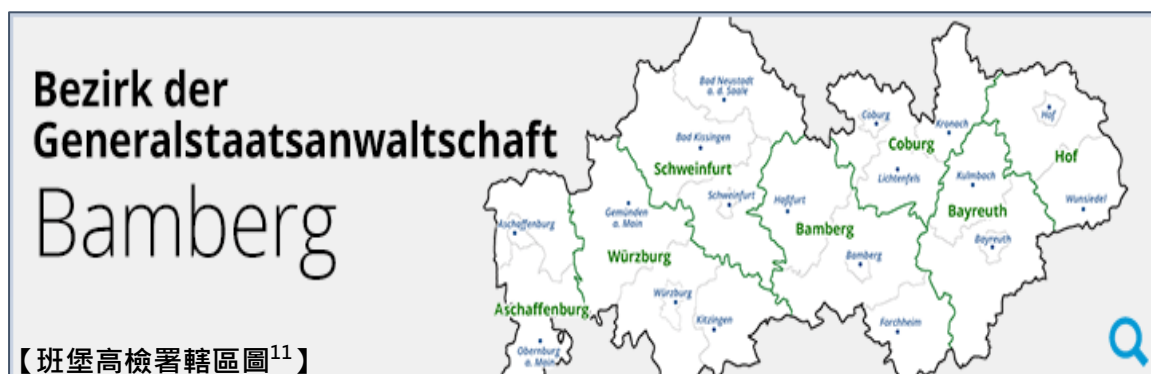 Bezirk der
Generalstaatsanwaltschaft
Bamberg
Bad Neustadt
a. d. Saale
Bad Kissingen
Schweinfurt
Schweinfurt
Coburg
Kronach
Coburg
Lichtenfels
Hof
Hof
Wunsiedel
Kulmbach
Bayreuth
Bayreuth
Haßfurt
Bamberg
Bamberg
Forchheim
Gemünden
a. Main
Würzburg
Würzburg
Kitzingen
Aschaffenburg
Aschaffenburg
Obernburg
a. Main
【班堡高檢署轄區圖11】